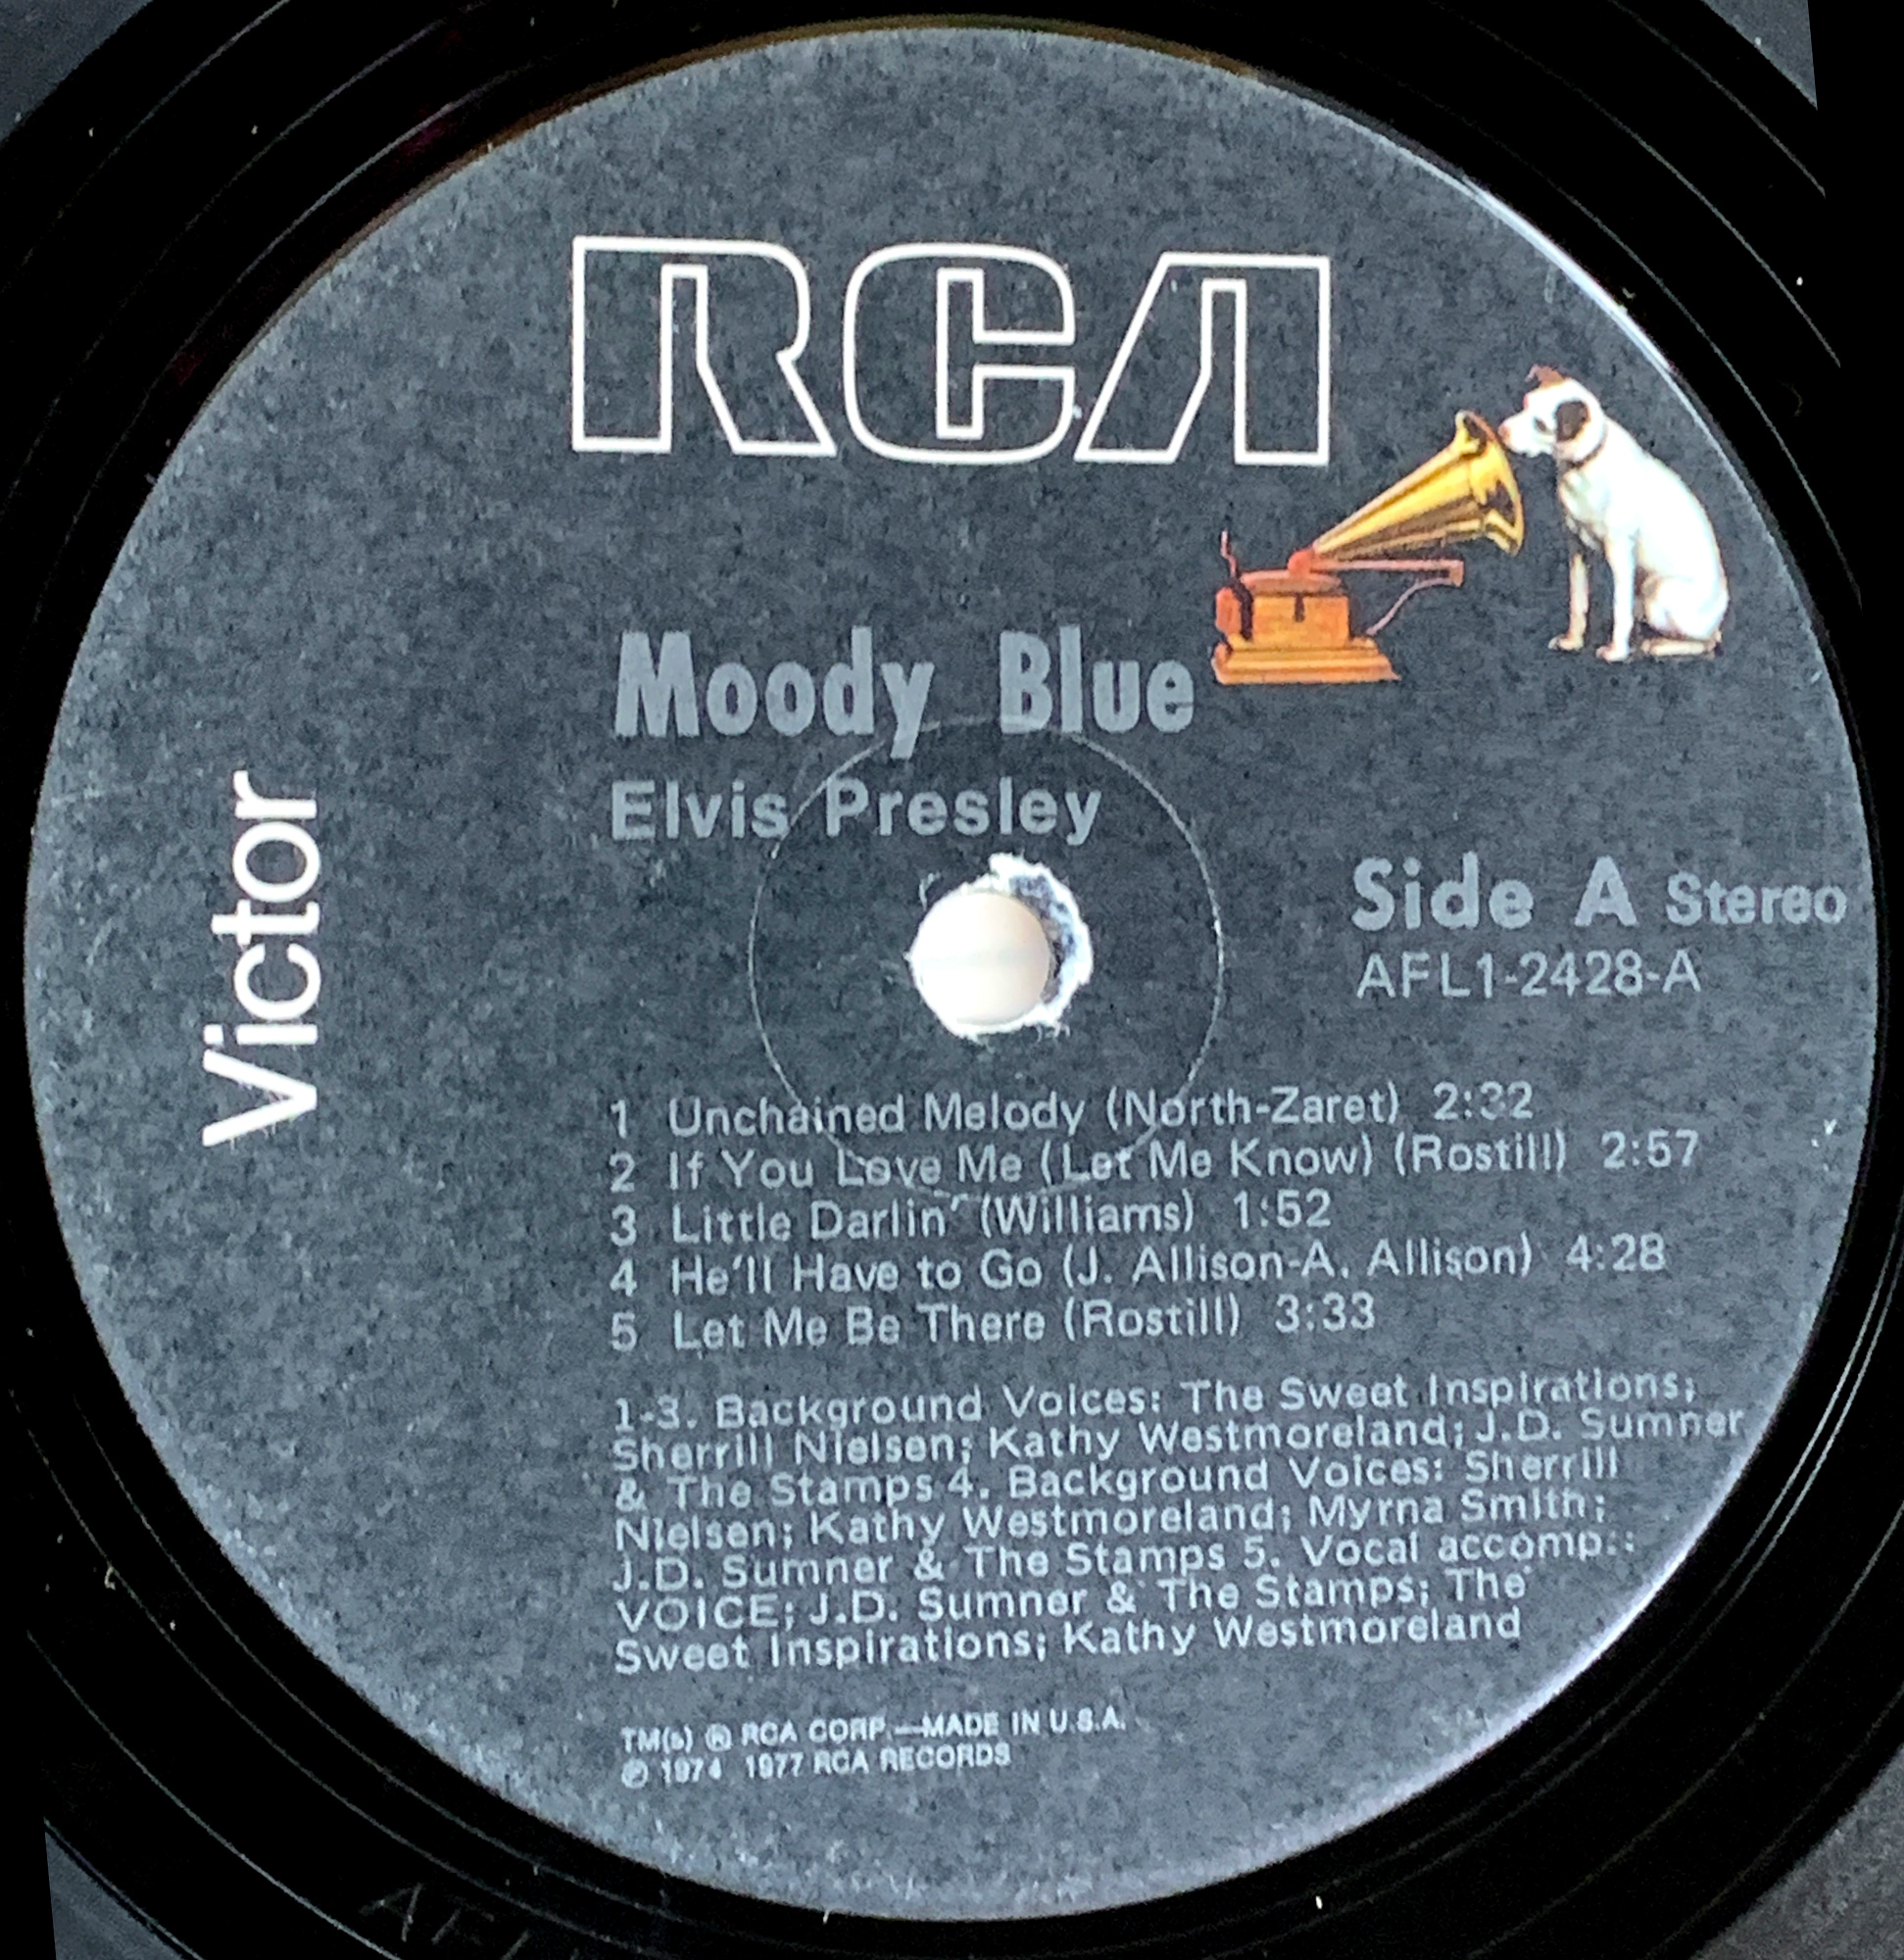 RCA
Moody Blue
Elvis Presley
Victor
Side A Stereo
AFL1-2428-A
1 Unchained Melody (North-Zaret) 2:32
2 If You Love Me (Let Me Know) (Rostill) 2:57
3 Little Darlin' (Williams) 1:52
4 He'll Have to Go (J. Allison-A. Allison) 4:28
5 Let Me Be There (Rostill) 3:33
1-3. Background Voices: The Sweet Inspirations;
Sherrill Nielsen; Kathy Westmoreland; J.D. Sumner
& The Stamps 4. Background Voices: Sherrill
Nielsen; Kathy Westmoreland; Myrna Smith;
J.D. Sumner & The Stamps 5. Vocal accomp.:
VOICE; J.D. Sumner & The Stamps; The
Sweet Inspirations; Kathy Westmoreland
TM(s) ® RCA CORP.—MADE IN U.S.A.
℗ 1974 1977 RCA RECORDS